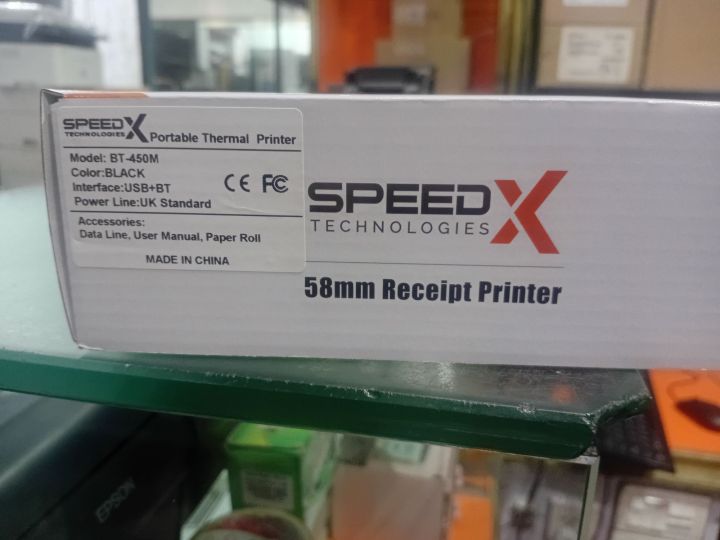 SPEEDX
TECHNOLOGIES
Portable Thermal Printer
Model: BT-450M
Color:BLACK
Interface:USB+BT
Power Line:UK Standard
CE FC
Accessories:
Data Line, User Manual, Paper Roll
MADE IN CHINA
SPEEDX
TECHNOLOGIES
58mm Receipt Printer
EPSON